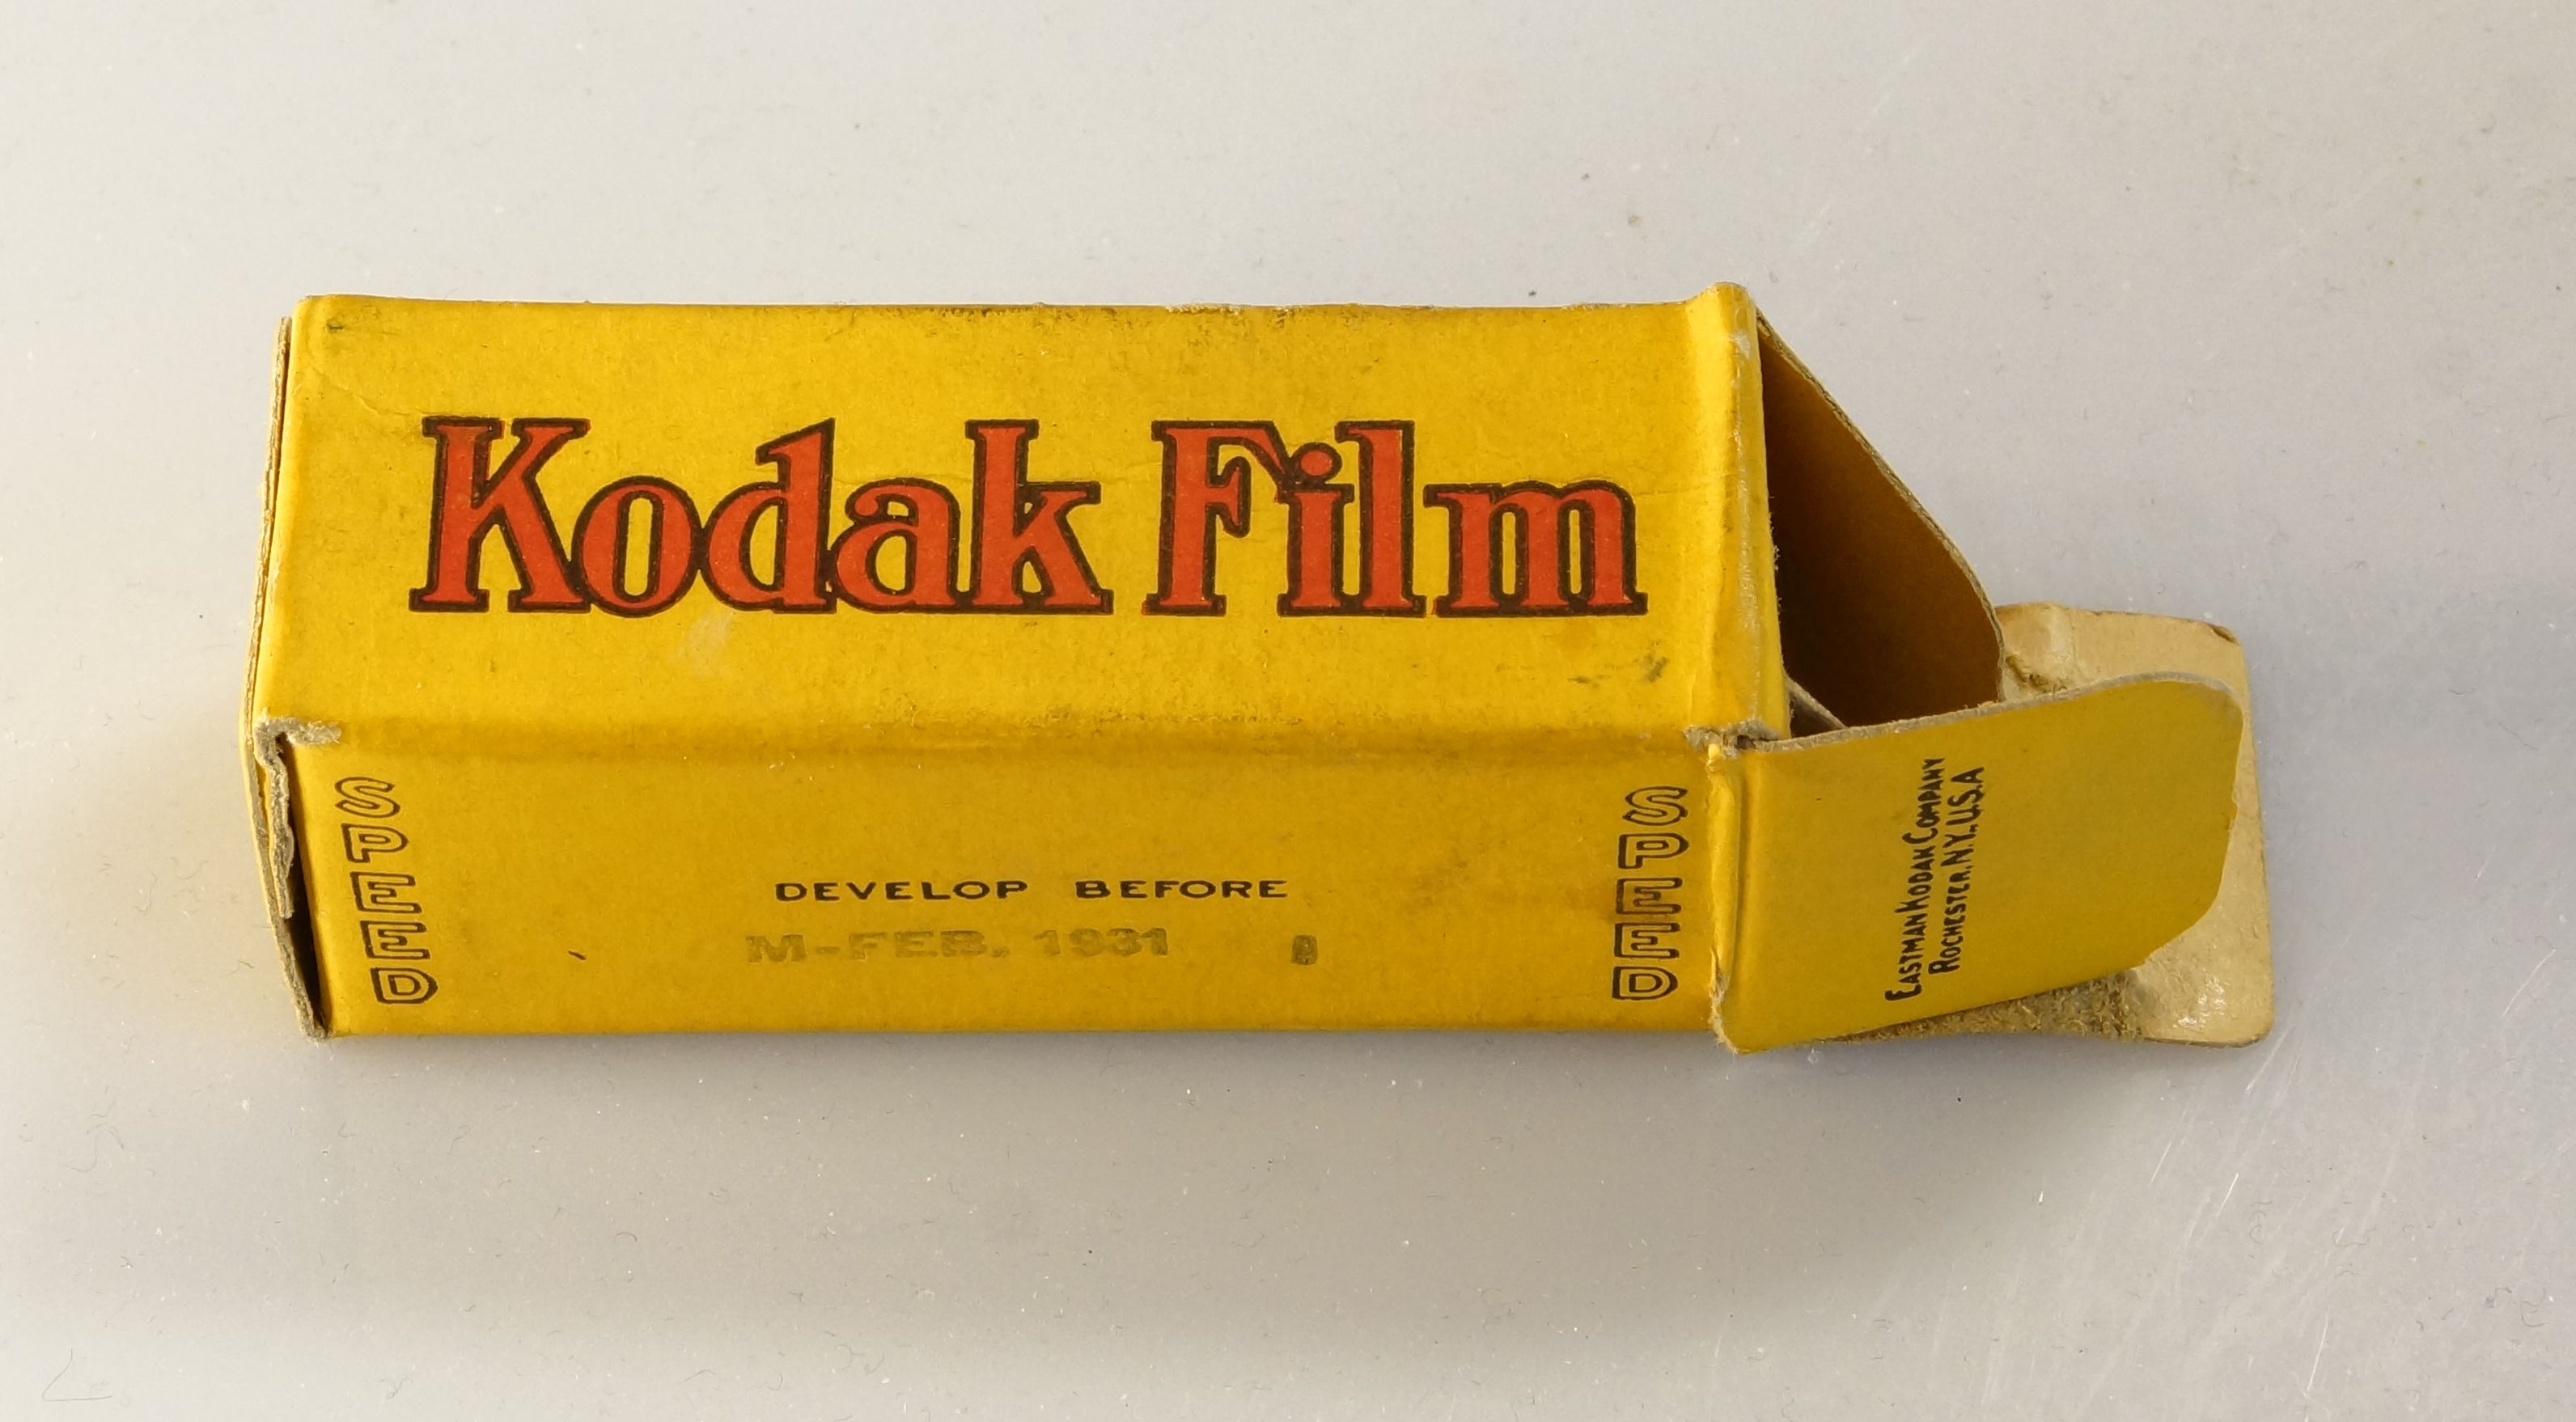 Kodak Film
SPEED
DEVELOP BEFORE
M-FEB. 1931
SPEED
EASTMAN KODAK COMPANY
ROCHESTER, N.Y., U.S.A